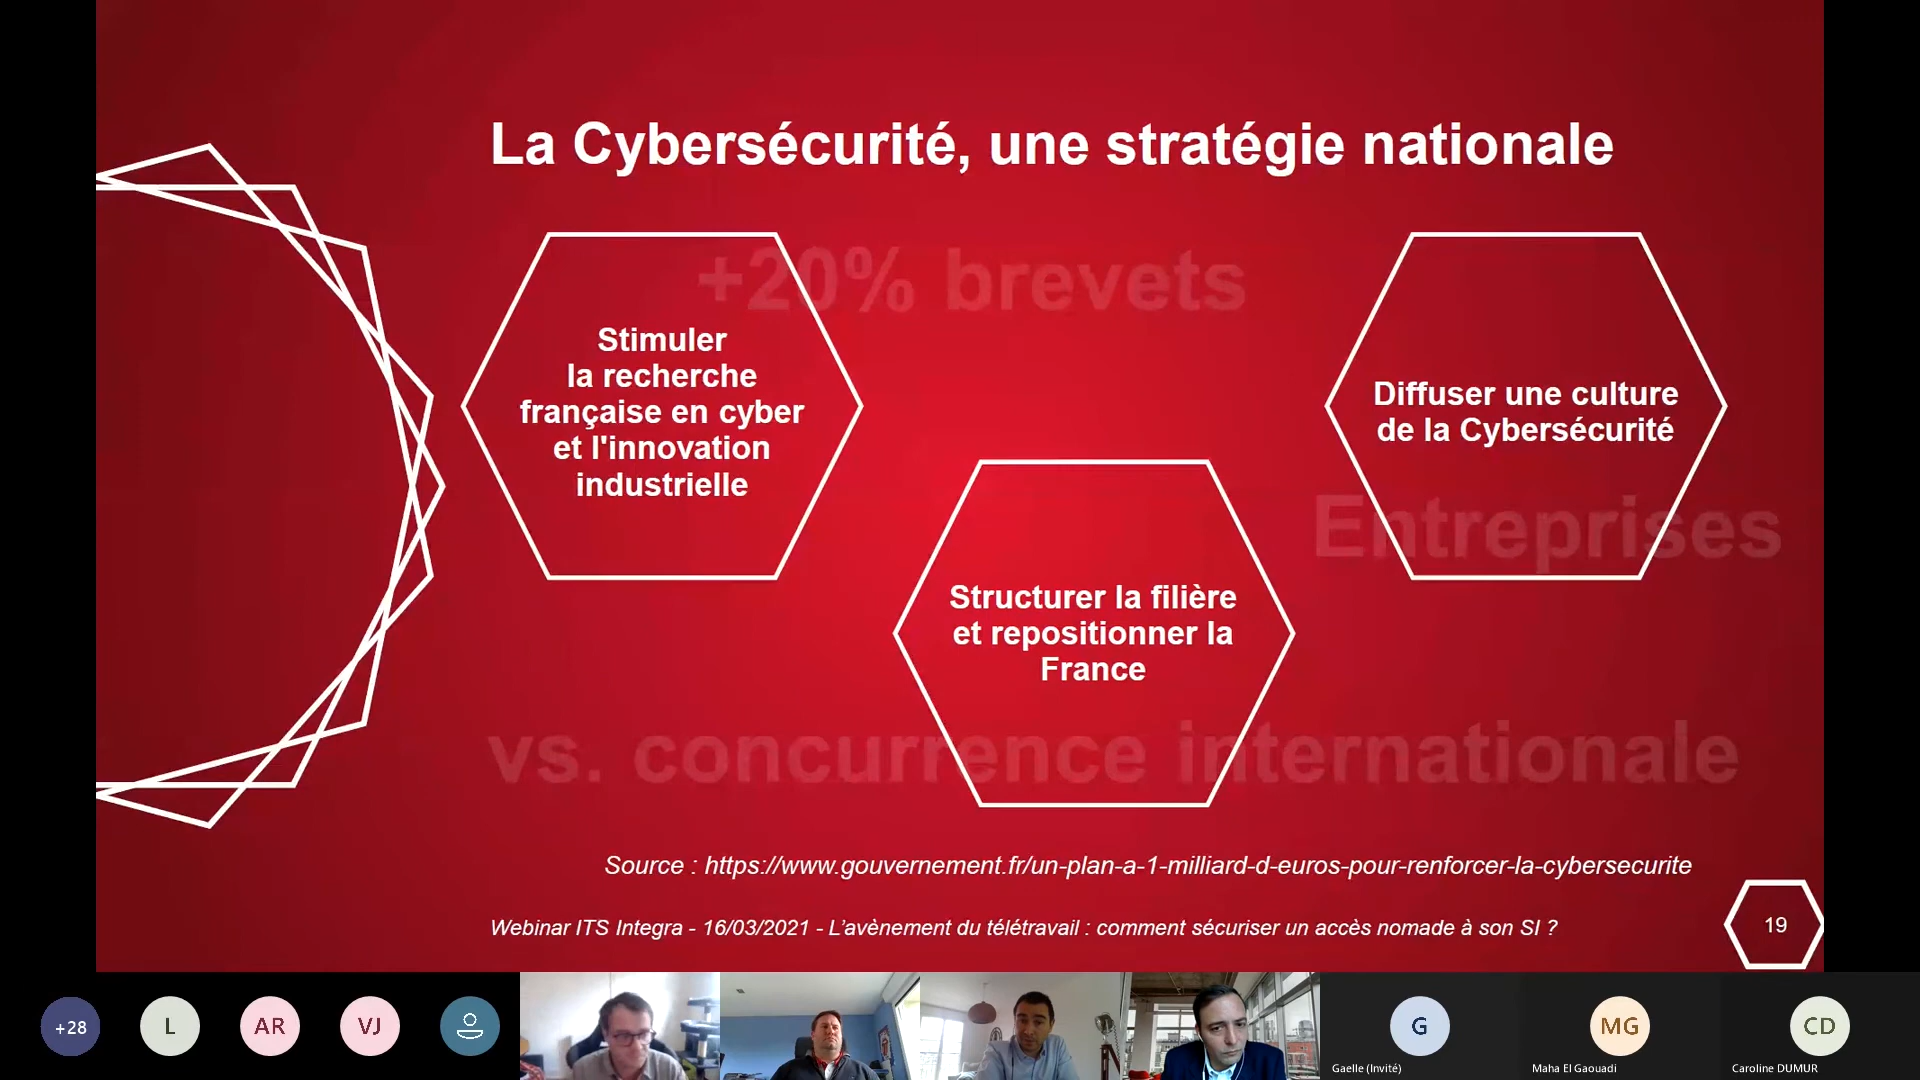 La Cybersécurité, une stratégie nationale
+20% brevets
Stimuler
la recherche
française en cyber
et l'innovation
industrielle
Diffuser une culture
de la Cybersécurité
Entreprises
Structurer la filière
et repositionner la
France
vs. concurrence internationale
Source : https://www.gouvernement.fr/un-plan-a-1-milliard-d-euros-pour-renforcer-la-cybersecurite
Webinar ITS Integra - 16/03/2021 - L’avènement du télétravail : comment sécuriser un accès nomade à son SI ?
19
+28
L
AR
VJ
G
MG
CD
Gaelle (Invité)
Maha El Gaouadi
Caroline DUMUR